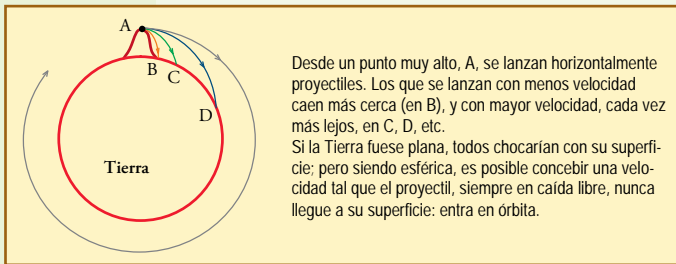 A
B
C
D
Tierra
Desde un punto muy alto, A, se lanzan horizontalmente
proyectiles. Los que se lanzan con menos velocidad
caen más cerca (en B), y con mayor velocidad, cada vez
más lejos, en C, D, etc.
Si la Tierra fuese plana, todos chocarían con su superfi-
cie; pero siendo esférica, es posible concebir una velo-
cidad tal que el proyectil, siempre en caída libre, nunca
llegue a su superficie: entra en órbita.